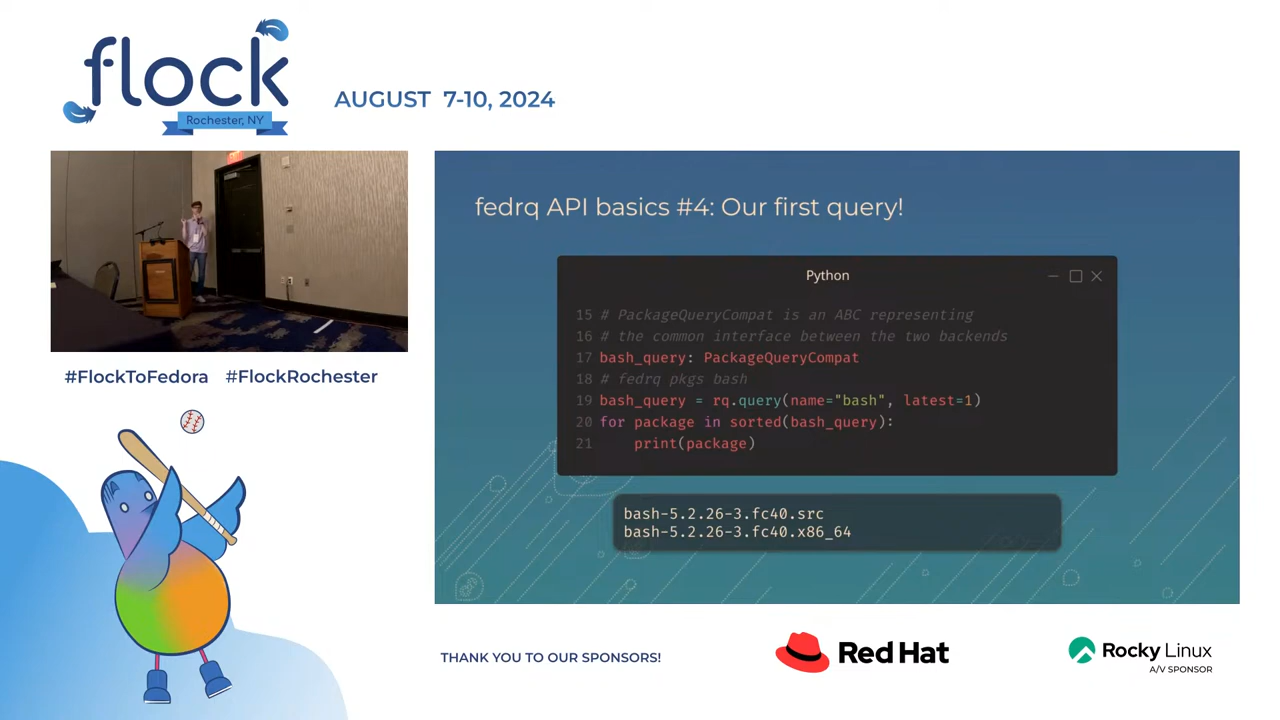 flock
Rochester, NY
AUGUST 7-10, 2024
fedrq API basics #4: Our first query!
Python
15 # PackageQueryCompat is an ABC representing
16 # the common interface between the two backends
17 bash_query: PackageQueryCompat
18 # fedrq pkgs bash
19 bash_query = rq.query(name="bash", latest=1)
20 for package in sorted(bash_query):
21 print(package)
bash-5.2.26-3.fc40.src
bash-5.2.26-3.fc40.x86_64
#FlockToFedora #FlockRochester
THANK YOU TO OUR SPONSORS!
Red Hat
Rocky Linux
A/V SPONSOR